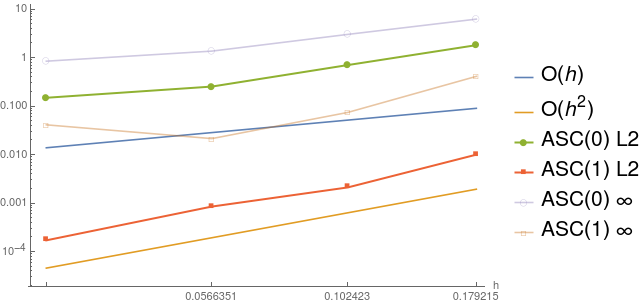 10
1
0.100
0.010
0.001
10⁻⁴
0.0566351
0.102423
0.179215
h
O(h)
O(h²)
ASC(0) L2
ASC(1) L2
ASC(0) ∞
ASC(1) ∞